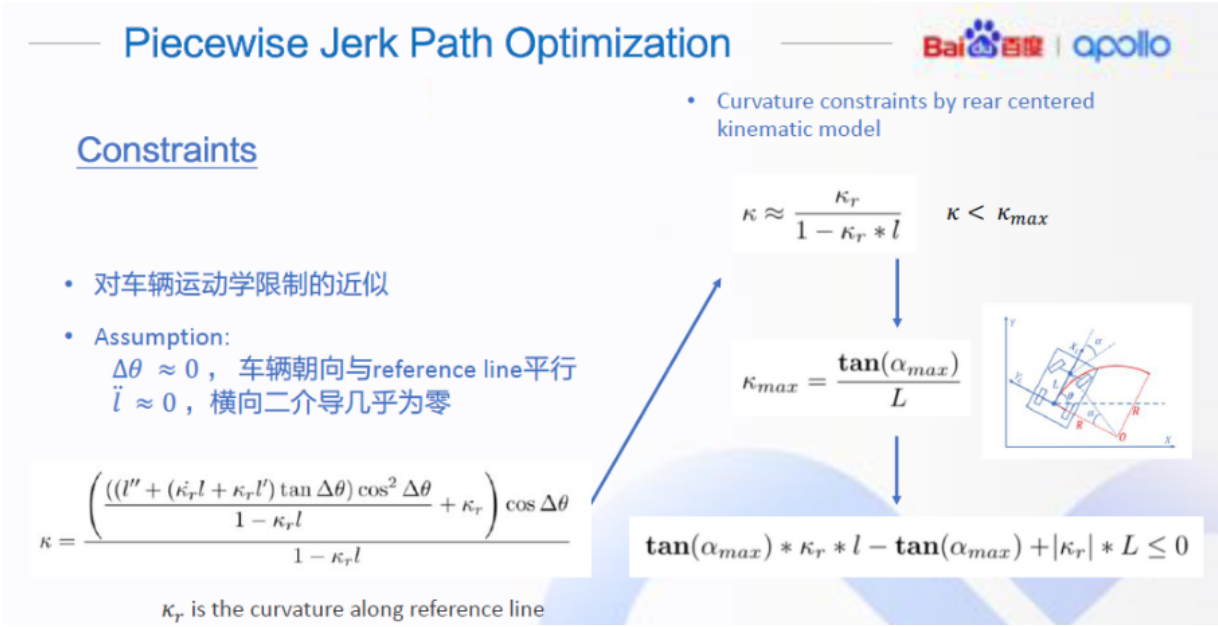 Piecewise Jerk Path Optimization
Bai du 百度 | apollo
Constraints
• 对车辆运动学限制的近似
• Assumption:
Δθ ≈ 0 ， 车辆朝向与reference line平行
l̈ ≈ 0 ，横向二介导几乎为零
κ = ((((l'' + (κ̇_r l + κ_r l') tan Δθ) cos² Δθ / (1 − κ_r l) + κ_r) cos Δθ) / (1 − κ_r l)
κ_r is the curvature along reference line
• Curvature constraints by rear centered
kinematic model
κ ≈ κ_r / (1 − κ_r * l)    κ < κ_max
κ_max = tan(α_max) / L
Y
X_c
α
Y_c
L
θ
α
R
R
O
X
tan(α_max) * κ_r * l − tan(α_max) + |κ_r| * L ≤ 0